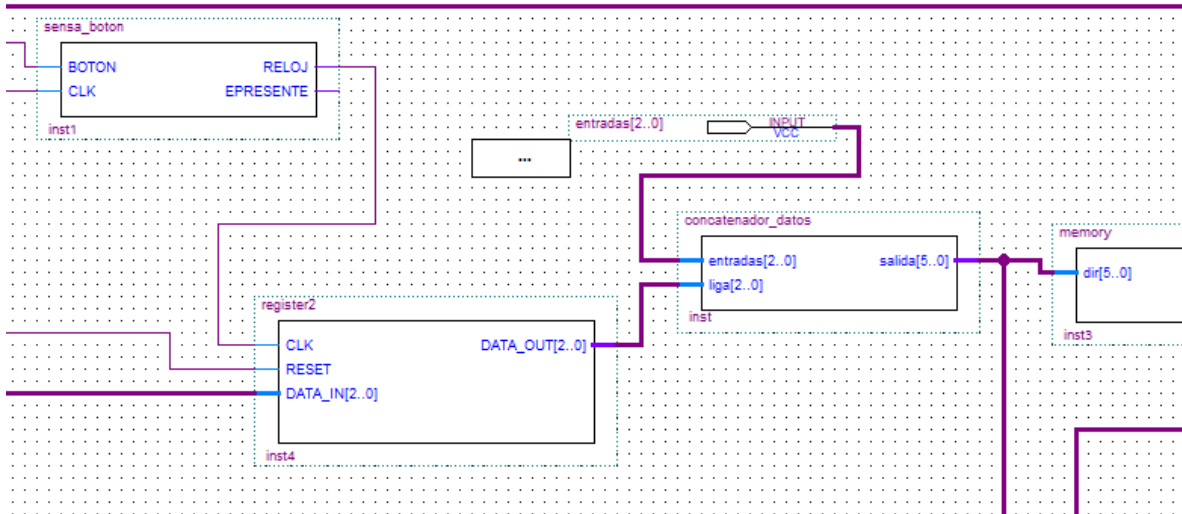 sensa_boton
BOTON
RELOJ
CLK
EPRESENTE
inst1
entradas[2..0]
INPUT
VCC
...
concatenador_datos
entradas[2..0]
salida[5..0]
liga[2..0]
inst
memory
dir[5..0]
inst3
register2
CLK
DATA_OUT[2..0]
RESET
DATA_IN[2..0]
inst4